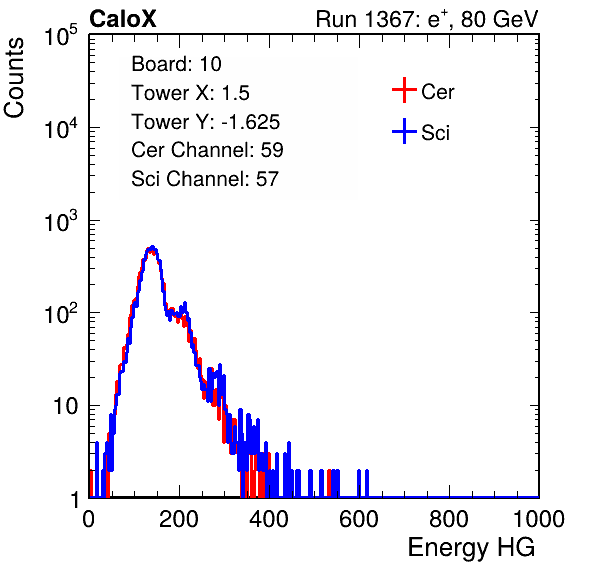 CaloX Run 1367: e⁺, 80 GeV
Counts
Board: 10
Tower X: 1.5
Tower Y: -1.625
Cer Channel: 59
Sci Channel: 57
Cer
Sci
10⁵
10⁴
10³
10²
10
1
0 200 400 600 800 1000
Energy HG